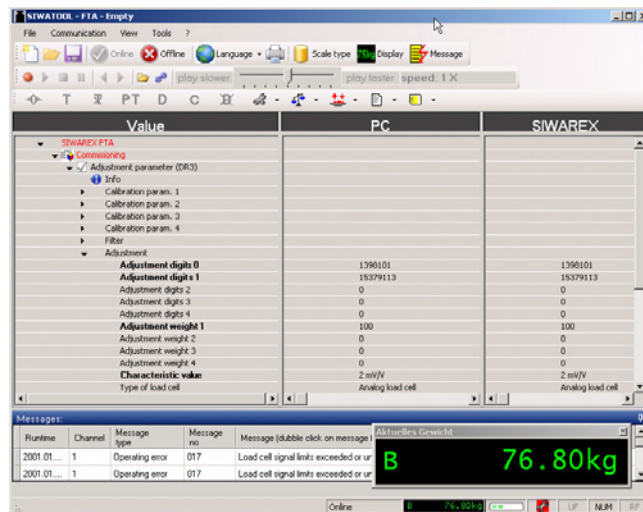 SIWATOOL - FTA - Empty
File Communication View Tools ?
Online Offline Language Scale type Display Message
play slower play faster speed: 1 X
T PT D C
Value PC SIWAREX
SIWAREX FTA
Commisioning
Adjustment parameter (DR3)
Info
Calibration param. 1
Calibration param. 2
Calibration param. 3
Calibration param. 4
Filter
Adjustment
Adjustment digits 0 1398101 1398101
Adjustment digits 1 15379113 15379113
Adjustment digits 2 0 0
Adjustment digits 3 0 0
Adjustment digits 4 0 0
Adjustment weight 1 100 100
Adjustment weight 2 0 0
Adjustment weight 3 0 0
Adjustment weight 4 0 0
Characteristic value 2 mV/V 2 mV/V
Type of load cell Analog load cell Analog load cell
Messages:
Runtime Channel Message type Message no Message (dubble click on message
2001.01.... 1 Operating error 017 Load cell signal limits exceeded or ur
2001.01.... 1 Operating error 017 Load cell signal limits exceeded or ur
Aktuelles Gewicht
B 76.80kg
Online B 76.80kg UF NUM RF